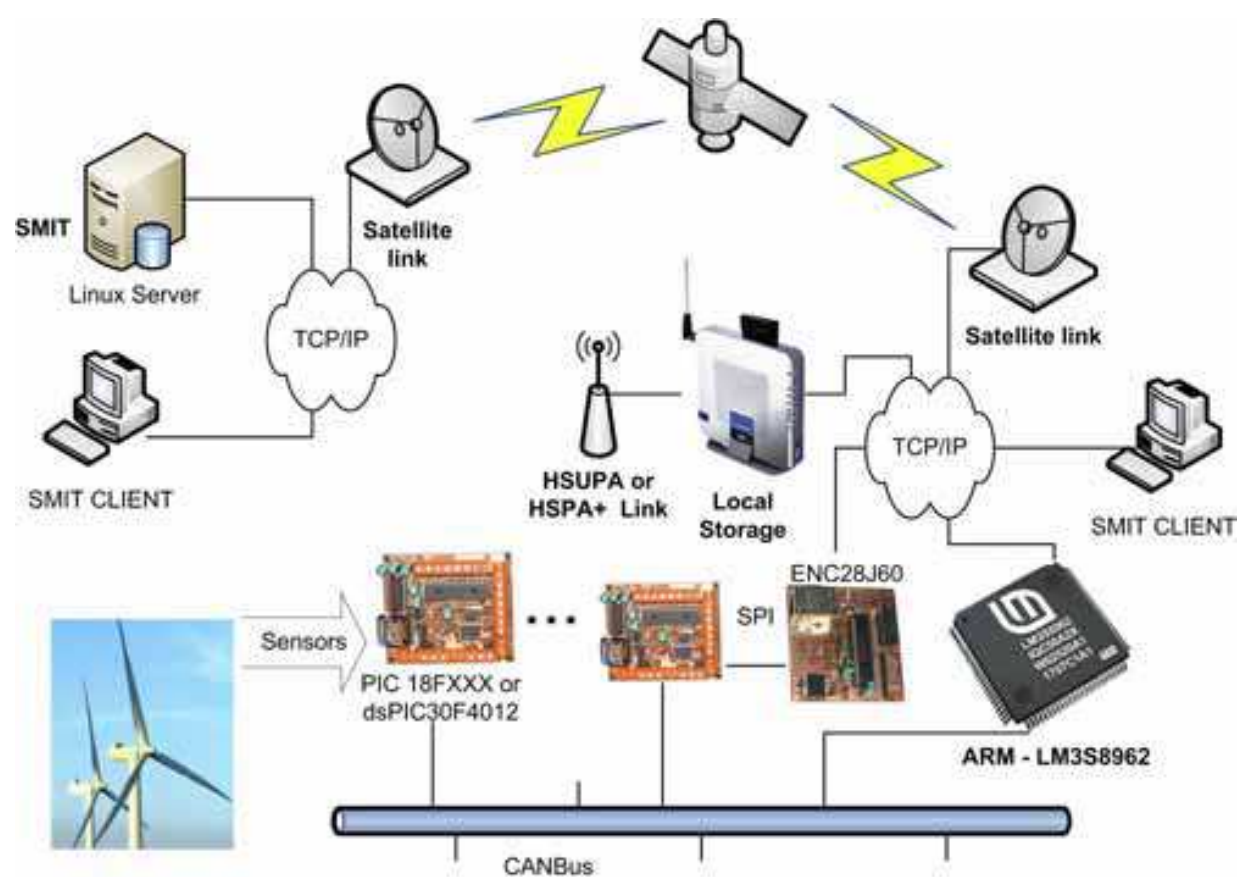 SMIT
Linux Server
Satellite
link
TCP/IP
SMIT CLIENT
Satellite link
HSUPA or
HSPA+ Link
Local
Storage
TCP/IP
SMIT CLIENT
ENC28J60
Sensors
SPI
PIC 18FXXX or
dsPIC30F4012
ARM - LM3S8962
CANBus